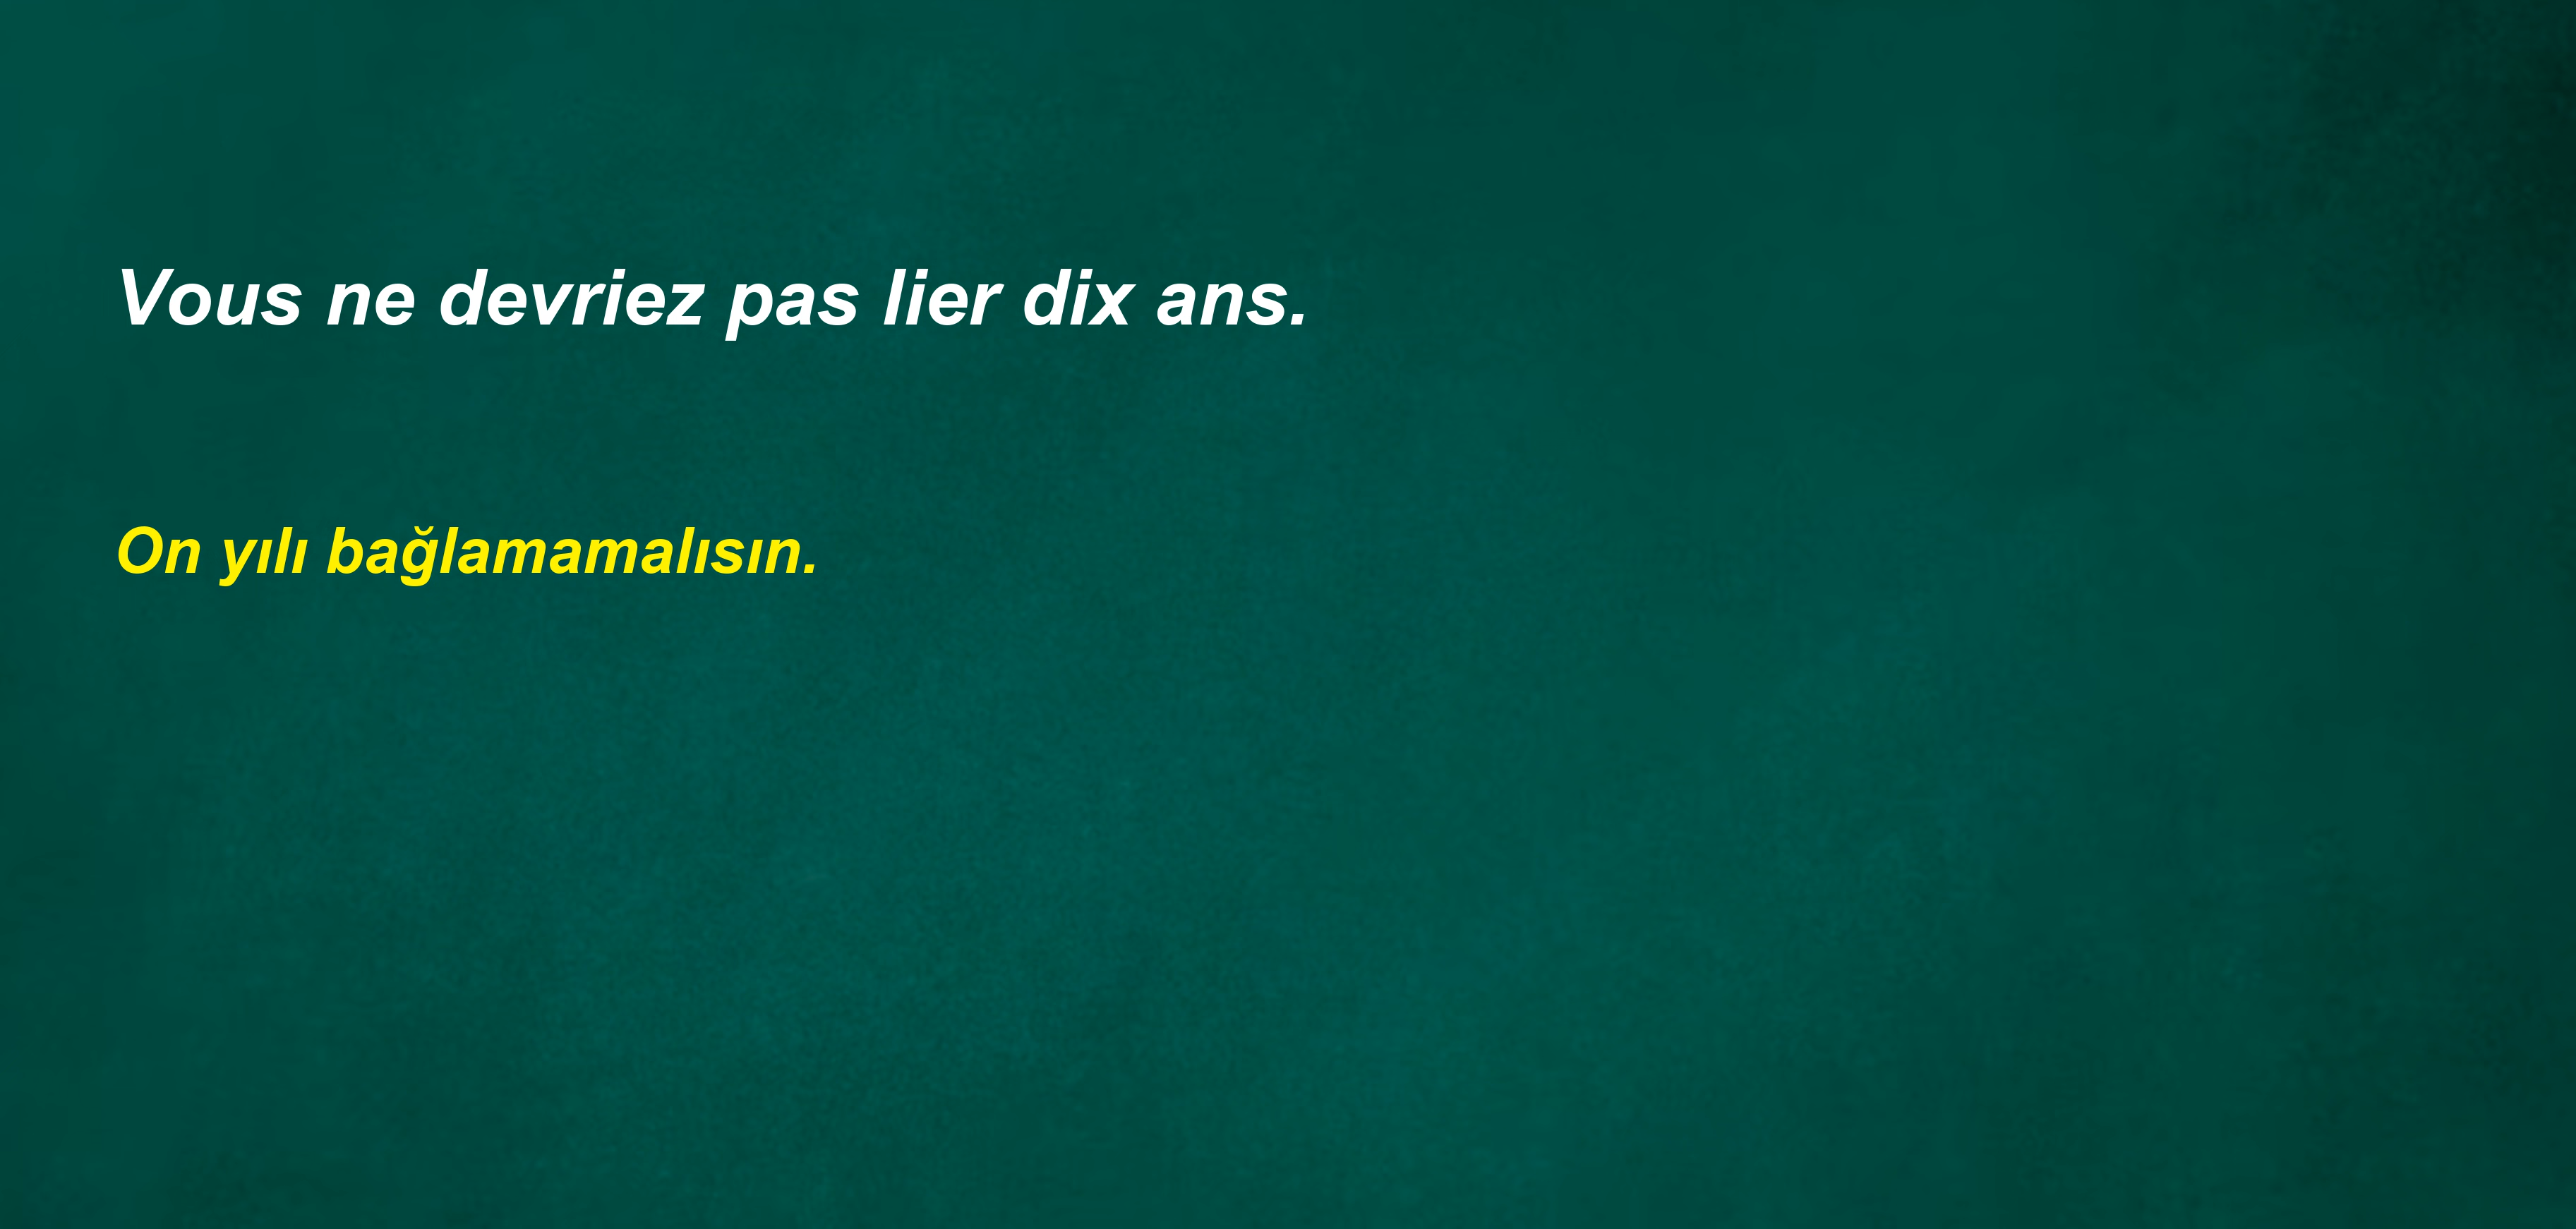 Vous ne devriez pas lier dix ans.
On yılı bağlamamalısın.